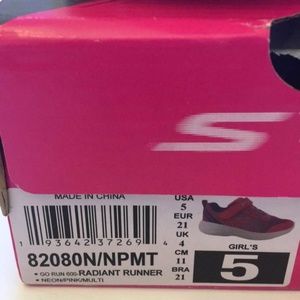 MADE IN CHINA
1 93642 37269 4
82080N/NPMT
• GO RUN 600-RADIANT RUNNER
• NEON/PINK/MULTI
USA
5
EUR
21
UK
4
CM
11
BRA
21
GIRL'S
5